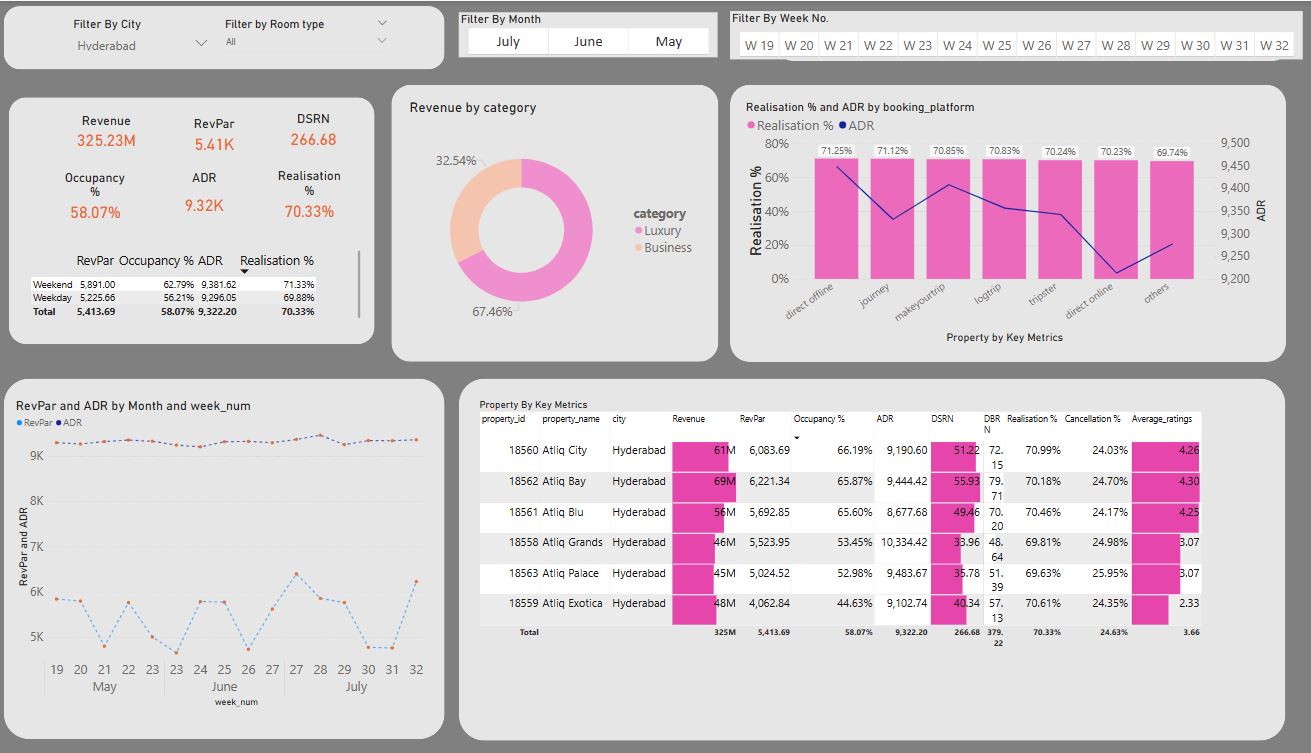 Filter By City
Hyderabad
Filter by Room type
All
Filter By Month
July June May
Filter By Week No.
W 19 W 20 W 21 W 22 W 23 W 24 W 25 W 26 W 27 W 28 W 29 W 30 W 31 W 32
Revenue RevPar DSRN
325.23M 5.41K 266.68
Occupancy % ADR Realisation %
58.07% 9.32K 70.33%
RevPar Occupancy % ADR Realisation %
Weekend 5,891.00 62.79% 9,381.62 71.33%
Weekday 5,225.66 56.21% 9,296.05 69.88%
Total 5,413.69 58.07% 9,322.20 70.33%
Revenue by category
32.54%
67.46%
category
Luxury
Business
Realisation % and ADR by booking_platform
Realisation % ADR
80% 60% 40% 20% 0%
Realisation %
71.25% 71.12% 70.85% 70.83% 70.24% 70.23% 69.74%
9,500 9,450 9,400 9,350 9,300 9,250 9,200
ADR
direct offline journey makeyourtrip logtrip tripster direct online others
Property by Key Metrics
RevPar and ADR by Month and week_num
RevPar ADR
RevPar and ADR
9K
8K
7K
6K
5K
19 20 21 22 23 23 24 25 26 27 27 28 29 30 31 32
May June July
week_num
Property By Key Metrics
property_id property_name city Revenue RevPar Occupancy % ADR DSRN DBRN Realisation % Cancellation % Average_ratings
18560 Atliq City Hyderabad 61M 6,083.69 66.19% 9,190.60 51.22 72.15 70.99% 24.03% 4.26
18562 Atliq Bay Hyderabad 69M 6,221.34 65.87% 9,444.42 55.93 79.71 70.18% 24.70% 4.30
18561 Atliq Blu Hyderabad 56M 5,692.85 65.60% 8,677.68 49.46 70.20 70.46% 24.17% 4.25
18558 Atliq Grands Hyderabad 46M 5,523.95 53.45% 10,334.42 33.96 48.64 69.81% 24.98% 3.07
18563 Atliq Palace Hyderabad 45M 5,024.52 52.98% 9,483.67 35.78 51.39 69.63% 25.95% 3.07
18559 Atliq Exotica Hyderabad 48M 4,062.84 44.63% 9,102.74 40.34 57.13 70.61% 24.35% 2.33
Total 325M 5,413.69 58.07% 9,322.20 266.68 379.22 70.33% 24.63% 3.66